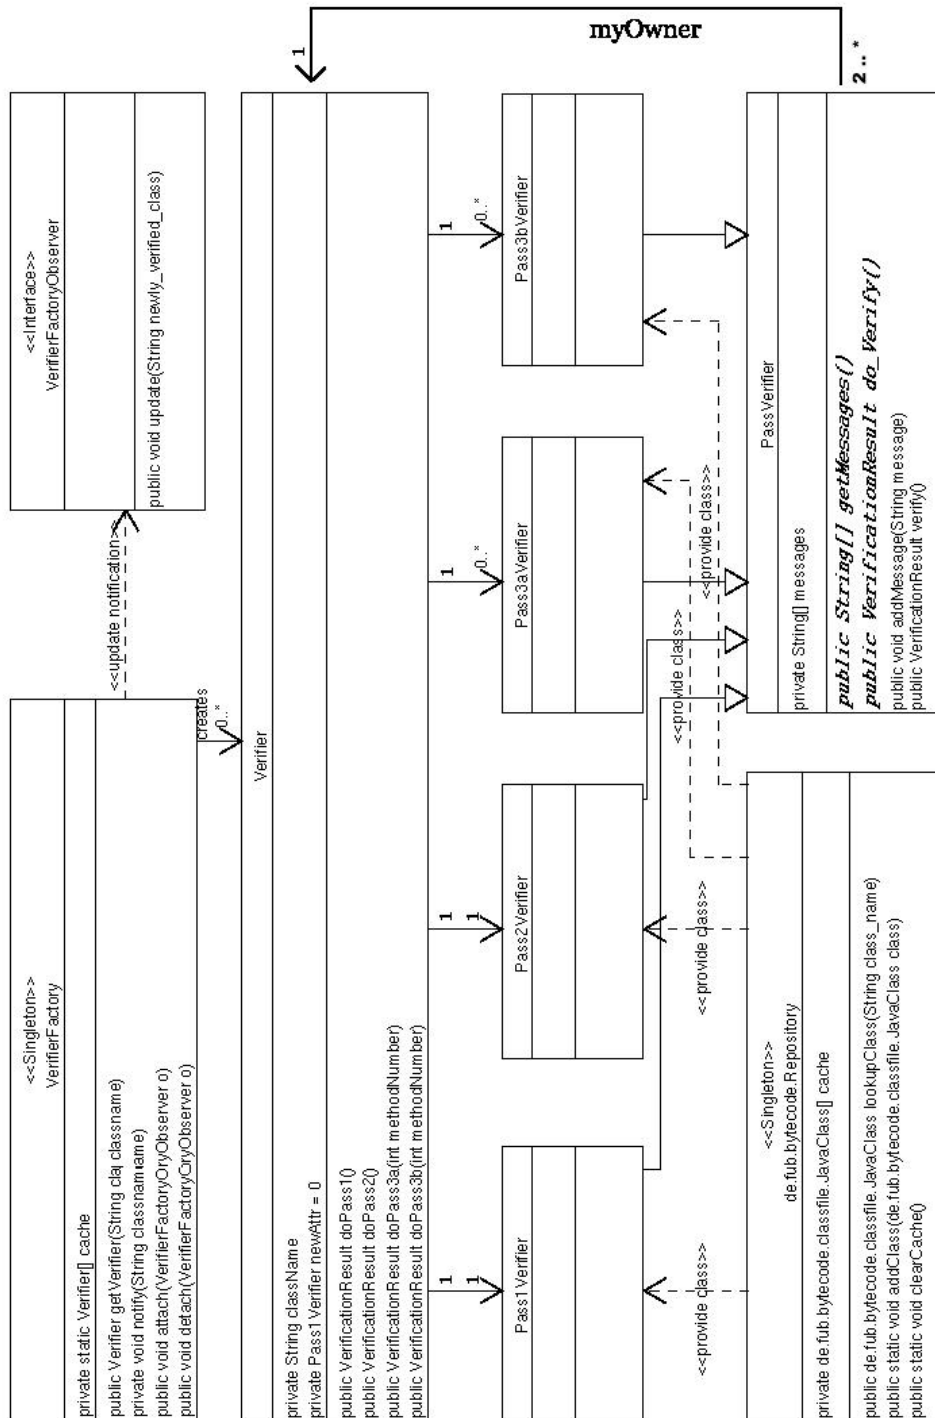 <<Singleton>>
VerifierFactory
private static Verifier[] cache
public Verifier getVerifier(String claj classname)
private void notify(String classnamıame)
public void attach(VerifierFactoryOryObserver o)
public void detach(VerifierFactoryOryObserver o)
<<update notification>>
<<Interface>>
VerifierFactoryObserver
public void update(String newly_verified_class)
creates
0..*
Verifier
private String className
private Pass1Verifier newAttr = 0
public VerificationResult doPass1()
public VerificationResult doPass2()
public VerificationResult doPass3a(int methodNumber)
public VerificationResult doPass3b(int methodNumber)
1
myOwner
2..*
1
1
1
1
1
0..*
1
0..*
Pass1Verifier
Pass2Verifier
Pass3aVerifier
Pass3bVerifier
<<provide class>>
<<provide class>>
<<provide class>>
<<provide class>>
<<Singleton>>
de.fub.bytecode.Repository
private de.fub.bytecode.classfile.JavaClass[] cache
public de.fub.bytecode.classfile.JavaClass lookupClass(String class_name)
public static void addClass(de.fub.bytecode.classfile.JavaClass class)
public static void clearCache()
PassVerifier
private String[] messages
public String[] getMessages()
public VerificationResult do_Verify()
public void addMessage(String message)
public VerificationResult verify()